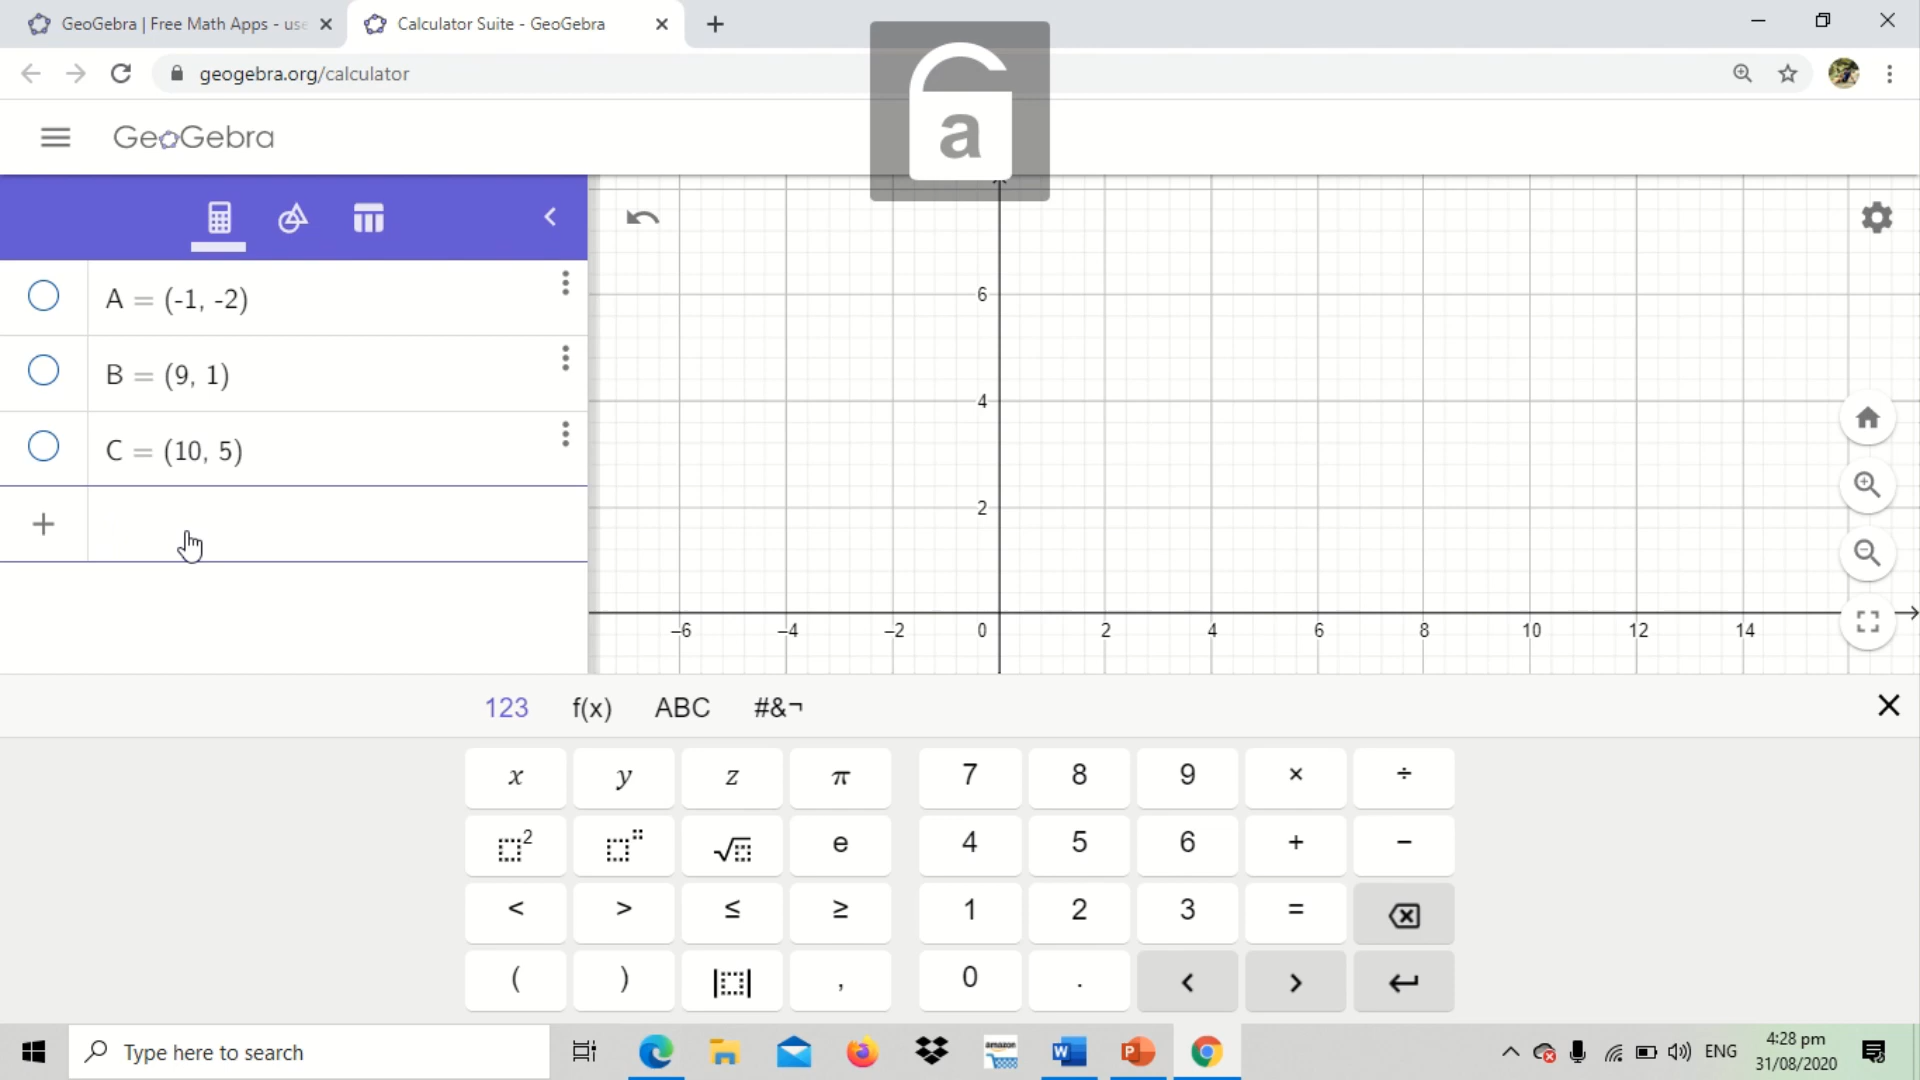 GeoGebra | Free Math Apps - use
Calculator Suite - GeoGebra
geogebra.org/calculator
GeoGebra
a
A = (-1, -2)
B = (9, 1)
C = (10, 5)
6
4
2
-6 -4 -2 0 2 4 6 8 10 12 14
123 f(x) ABC #&¬
x y z π 7 8 9 × ÷
2 √ e 4 5 6 + −
< > ≤ ≥ 1 2 3 =
( ) | | , 0 . < >
Type here to search
amazon
W
P
ENG
4:28 pm
31/08/2020